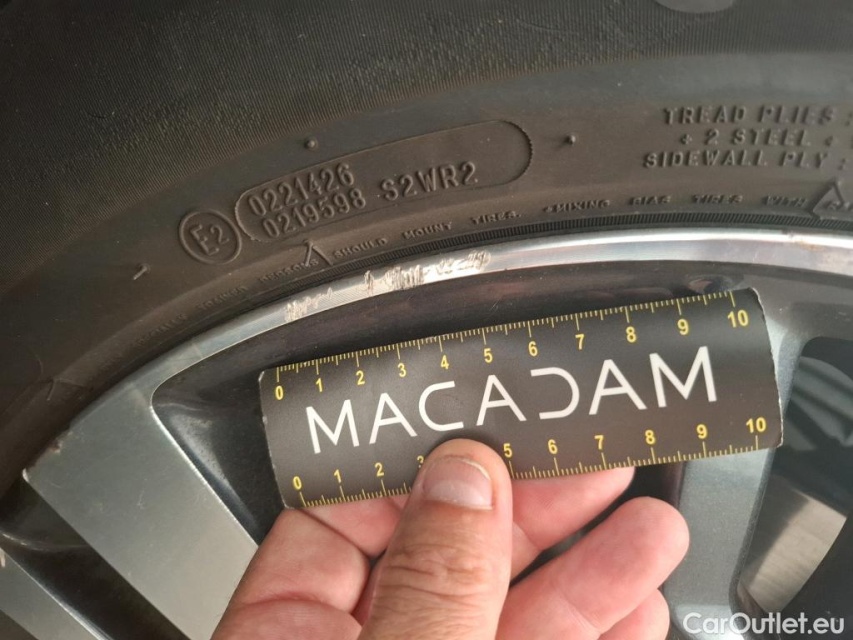 TREAD PLIES :
+ 2 STEEL +
SIDEWALL PLY :
0221426
0219598 S2WR2
E2
SHOULD MOUNT TIRES. *MIXING BIAS TIRES WITH
0 1 2 3 4 5 6 7 8 9 10
MACADAM
0 1 2 3 5 6 7 8 9 10
CarOutlet.eu